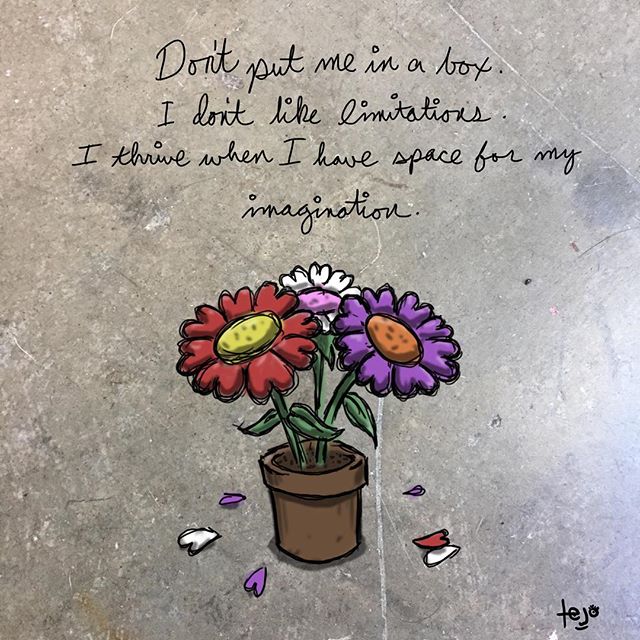 Don't put me in a box.
I don't like limitations.
I thrive when I have space for my
imagination.
tejo